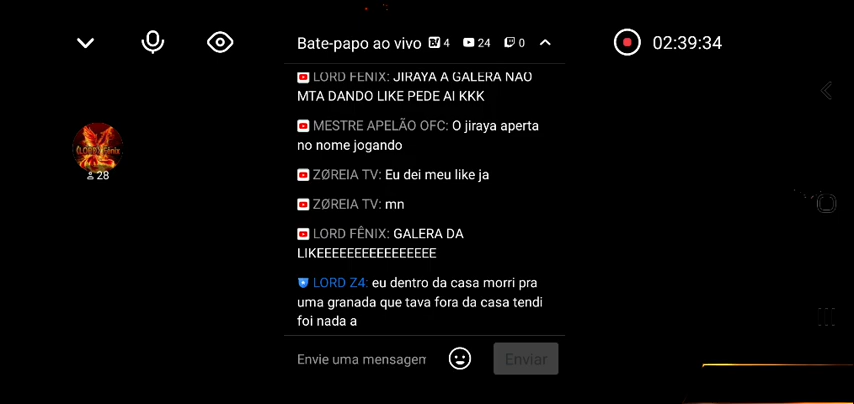 Bate-papo ao vivo 4 24 0
02:39:34
LORD FÊNIX: JIRAYA A GALERA NAO
MTA DANDO LIKE PEDE AI KKK
MESTRE APELÃO OFC: O jiraya aperta
no nome jogando
ZØREIA TV: Eu dei meu like ja
ZØREIA TV: mn
LORD FÊNIX: GALERA DA
LIKEEEEEEEEEEEEEEEE
LORD Z4: eu dentro da casa morri pra
uma granada que tava fora da casa tendi
foi nada a
28
Envie uma mensagem
Enviar